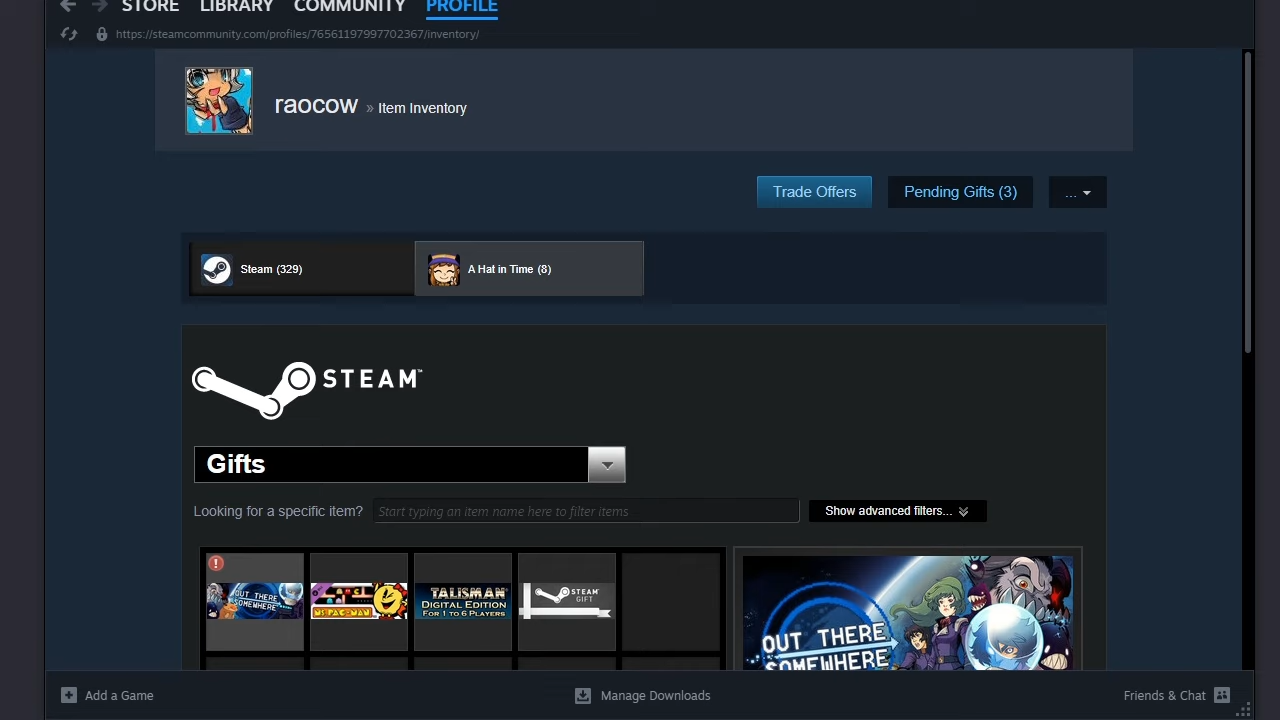 STORE LIBRARY COMMUNITY PROFILE
https://steamcommunity.com/profiles/76561197997702367/inventory/
raocow » Item Inventory
Trade Offers Pending Gifts (3) ...
Steam (329) A Hat in Time (8)
STEAM™
Gifts
Looking for a specific item? Start typing an item name here to filter items Show advanced filters...
OUT THERE
SOMEWHERE
MS. PAC-MAN
TALISMAN
DIGITAL EDITION
FOR 1 TO 6 PLAYERS
STEAM
GIFT
OUT THERE
SOMEWHERE
Add a Game Manage Downloads Friends & Chat